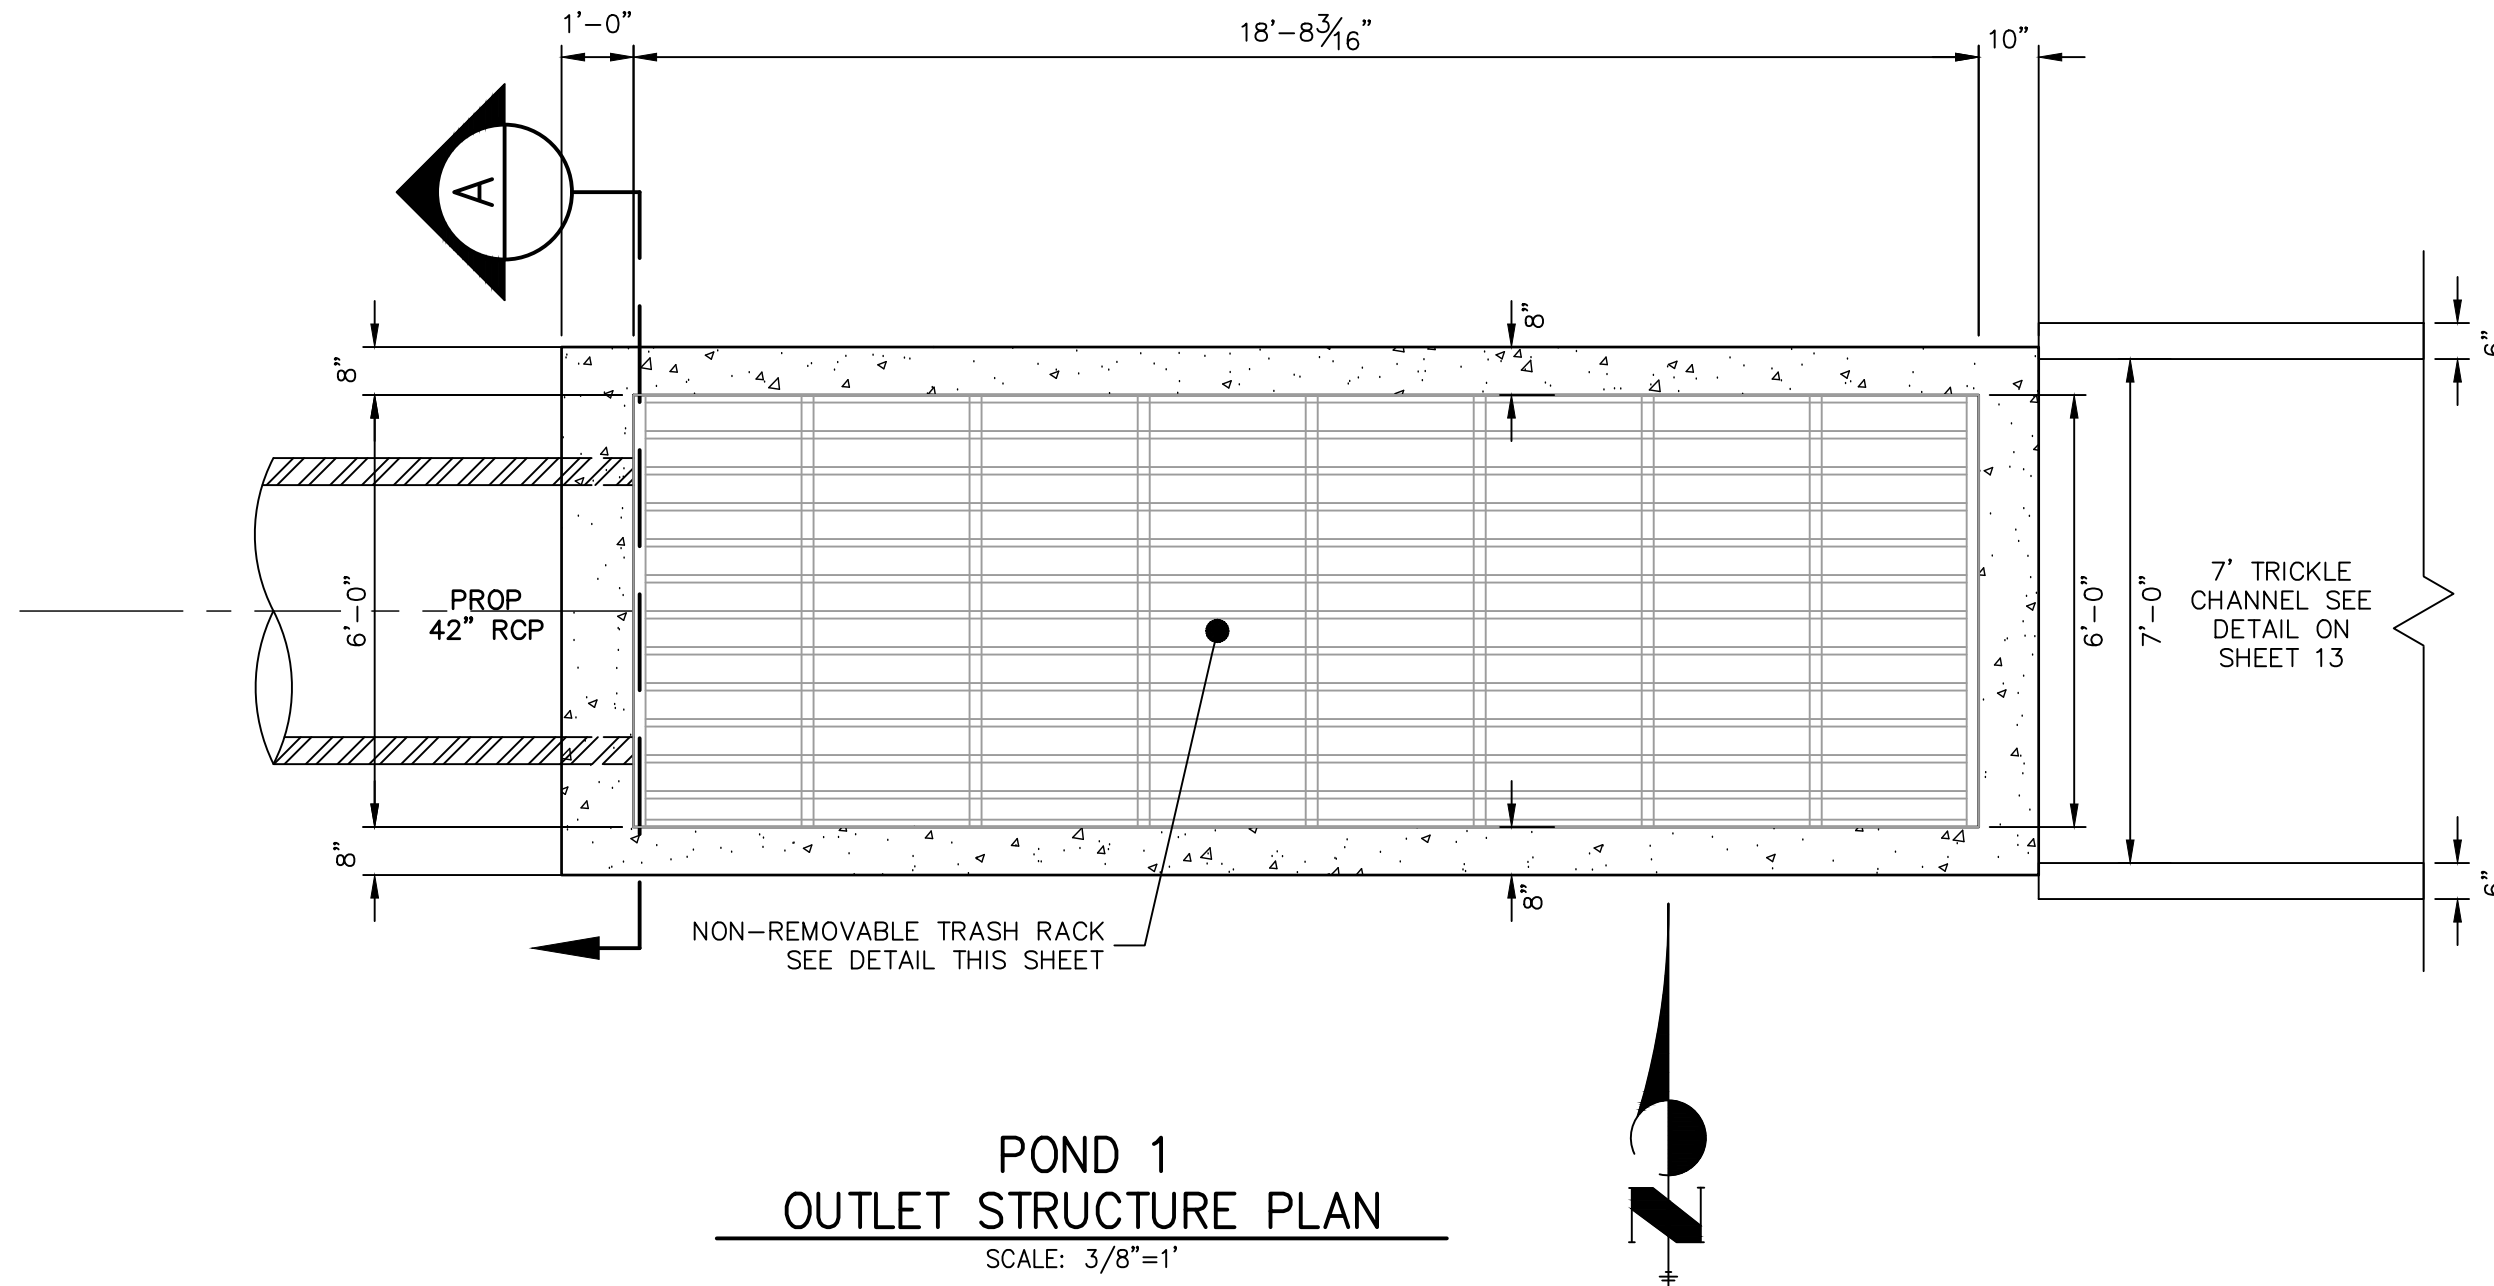 1'-0"
18'-8 3/16"
10"
A
8"
8"
6"
6'-0"
PROP
42" RCP
6'-0"
7'-0"
7' TRICKLE
CHANNEL SEE
DETAIL ON
SHEET 13
8"
8"
6"
NON-REMOVABLE TRASH RACK
SEE DETAIL THIS SHEET
N
POND 1
OUTLET STRUCTURE PLAN
SCALE: 3/8"=1'